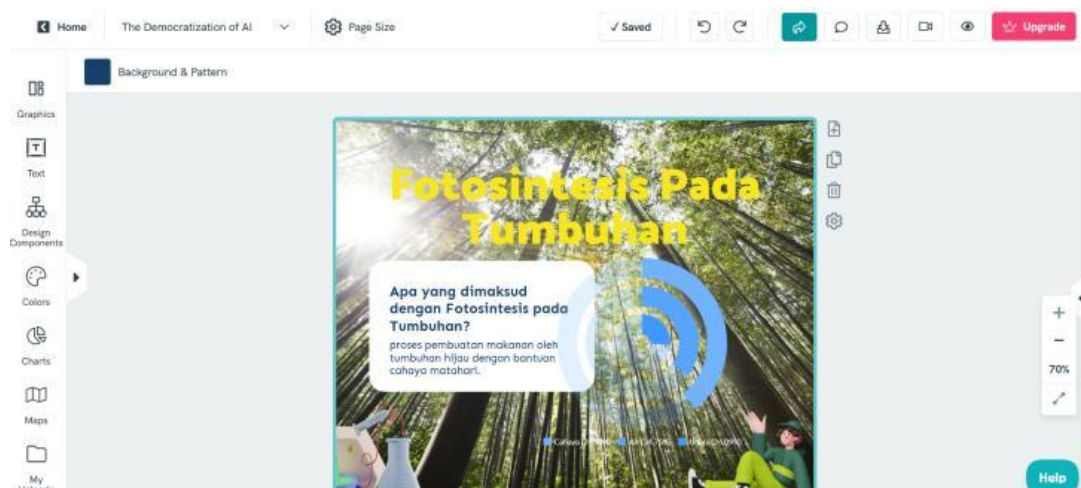 Home
The Democratization of AI
Page Size
✓ Saved
Upgrade
Background & Pattern
Graphics
Text
Design
Components
Colors
Charts
Maps
My
Fotosintesis Pada
Tumbuhan
Apa yang dimaksud
dengan Fotosintesis pada
Tumbuhan?
proses pembuatan makanan oleh
tumbuhan hijau dengan bantuan
cahaya matahari.
70%
Help